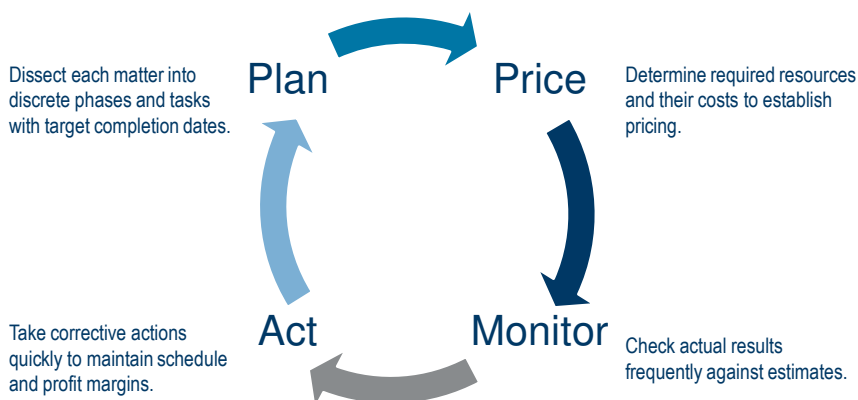 Plan
Dissect each matter into
discrete phases and tasks
with target completion dates.
Price
Determine required resources
and their costs to establish
pricing.
Monitor
Check actual results
frequently against estimates.
Act
Take corrective actions
quickly to maintain schedule
and profit margins.